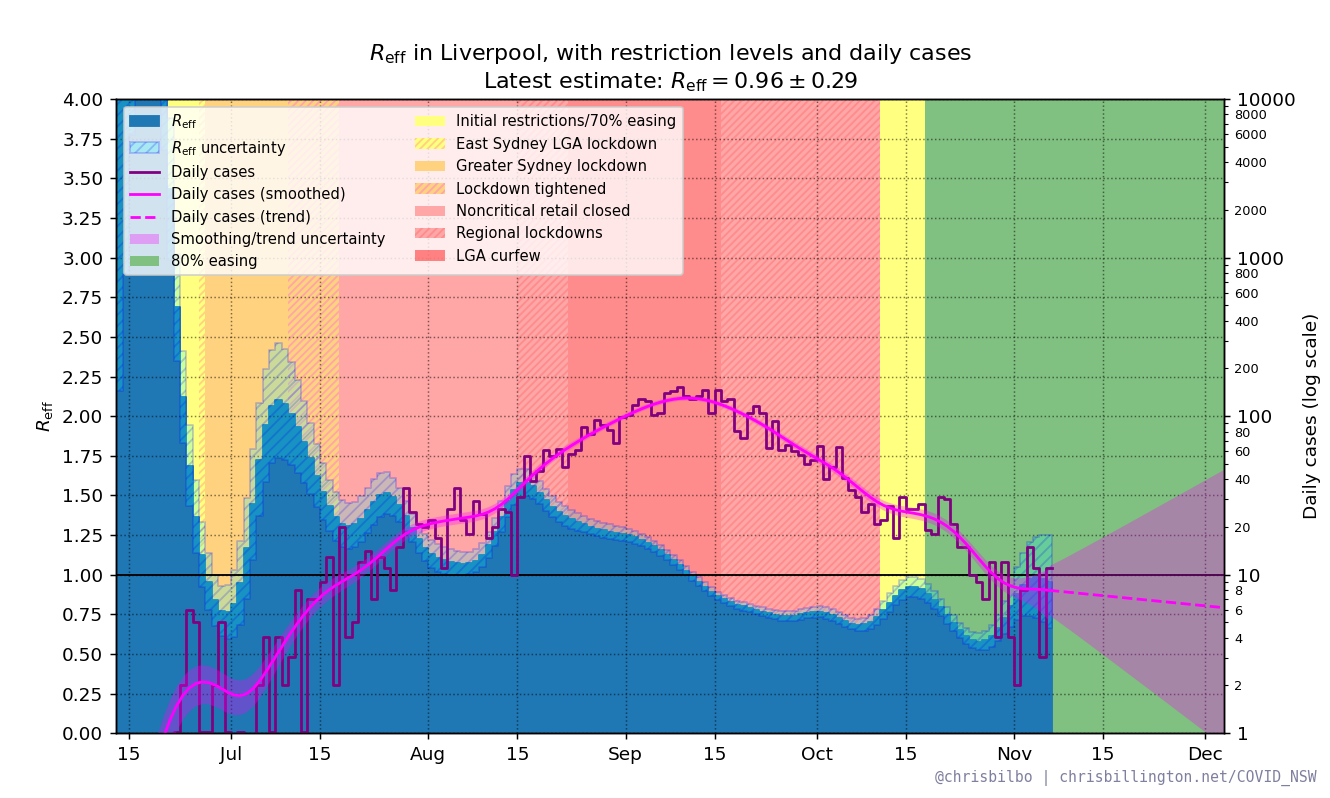 Reff in Liverpool, with restriction levels and daily cases
Latest estimate: Reff = 0.96 ± 0.29
Reff
Reff uncertainty
Daily cases
Daily cases (smoothed)
Daily cases (trend)
Smoothing/trend uncertainty
80% easing
Initial restrictions/70% easing
East Sydney LGA lockdown
Greater Sydney lockdown
Lockdown tightened
Noncritical retail closed
Regional lockdowns
LGA curfew
Reff
4.00
3.75
3.50
3.25
3.00
2.75
2.50
2.25
2.00
1.75
1.50
1.25
1.00
0.75
0.50
0.25
0.00
10000
8000
6000
4000
2000
1000
800
600
400
200
100
80
60
40
20
10
8
6
4
2
1
Daily cases (log scale)
15 Jul 15 Aug 15 Sep 15 Oct 15 Nov 15 Dec
@chrisbilbo | chrisbillington.net/COVID_NSW